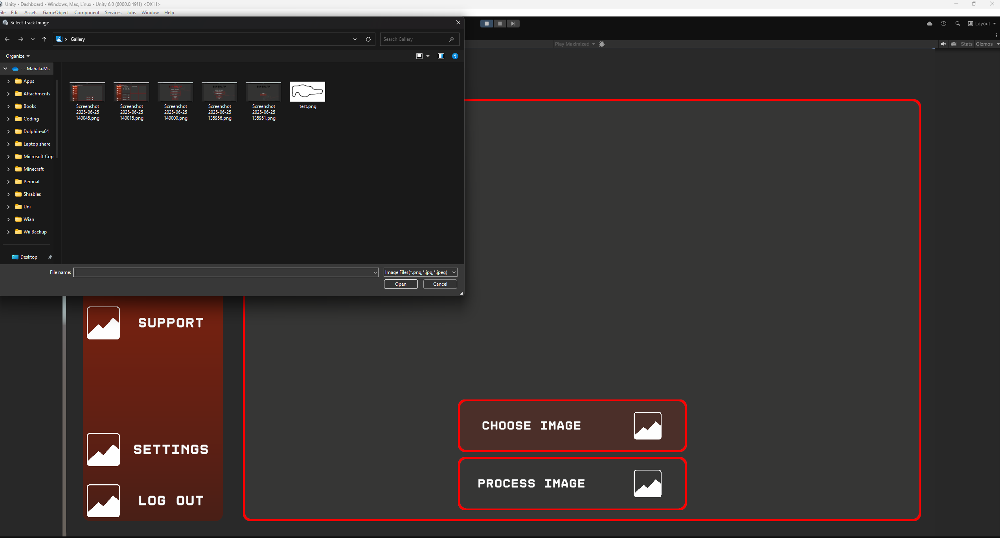 Unity - Dashboard - Windows, Mac, Linux - Unity 6.0 (6000.0.49f1) <DX11>
File Edit Assets GameObject Component Services Jobs Window Help
Select Track Image
Layout
Gallery
Search Gallery
Play Maximized
Stats Gizmos
Organize
- - Mahala.Ms
Apps
Attachments
Books
Coding
Dolphin-x64
Laptop share
Microsoft Cop
Minecraft
Peronal
Shrables
Uni
Wian
Wii Backup
Desktop
Screenshot
2025-06-25
140045.png
Screenshot
2025-06-25
140015.png
Screenshot
2025-06-25
140000.png
SUPERLAP
Screenshot
2025-06-25
135956.png
SUPERLAP
Screenshot
2025-06-25
135951.png
test.png
File name:
Image Files(*.png,*.jpg,*.jpeg)
Open
Cancel
SUPPORT
SETTINGS
LOG OUT
CHOOSE IMAGE
PROCESS IMAGE